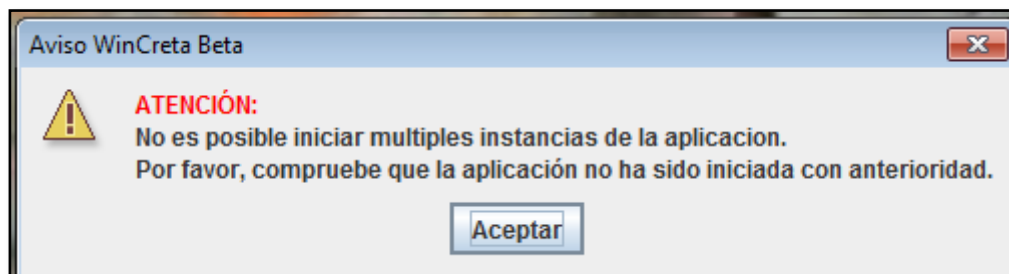 Aviso WinCreta Beta
ATENCIÓN:
No es posible iniciar multiples instancias de la aplicacion.
Por favor, compruebe que la aplicación no ha sido iniciada con anterioridad.
Aceptar